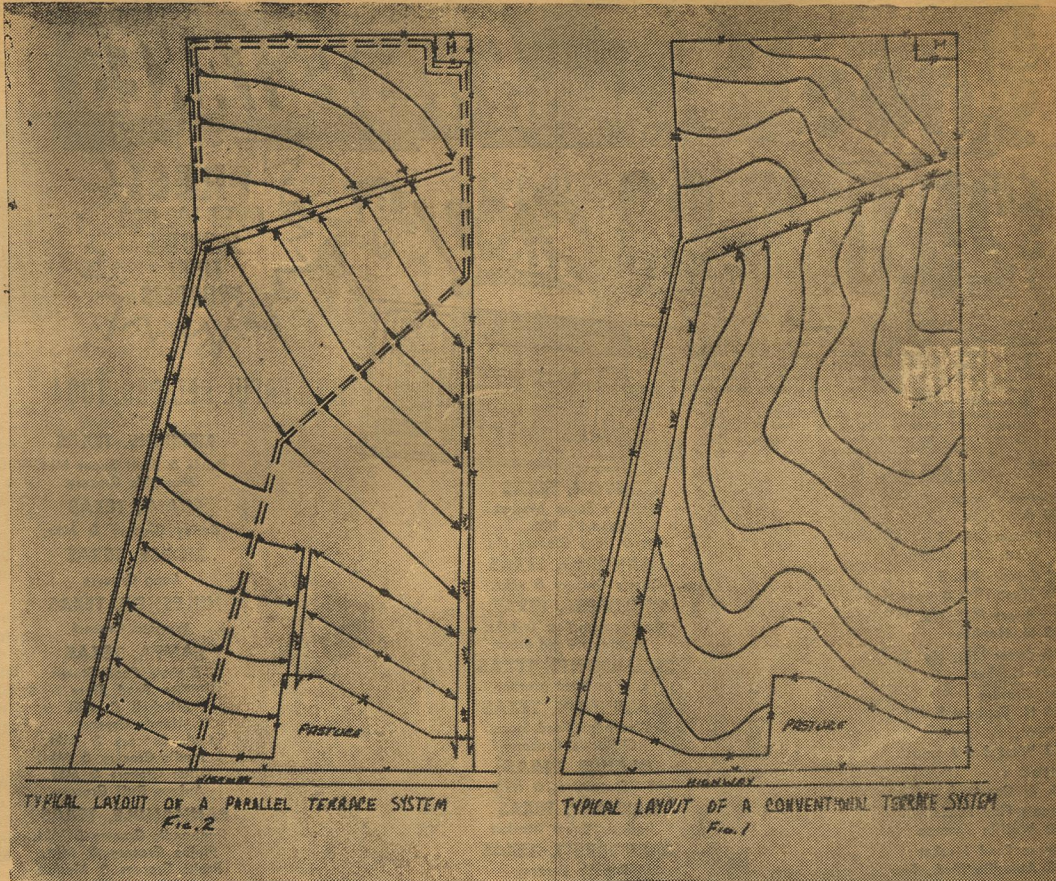 H
PASTURE
HIGHWAY
TYPICAL LAYOUT OF A PARALLEL TERRACE SYSTEM
FIG. 2
H
PASTURE
HIGHWAY
TYPICAL LAYOUT OF A CONVENTIONAL TERRACE SYSTEM
FIG. 1